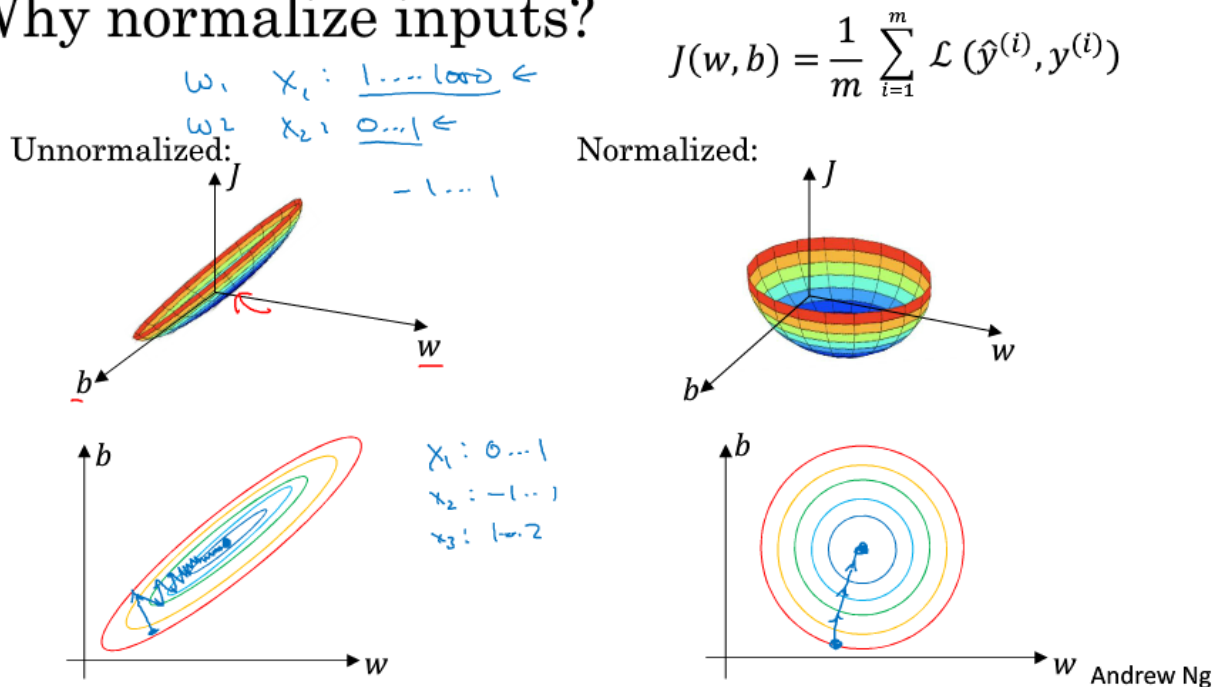 Why normalize inputs?
J(w, b) = 1/m ∑_{i=1}^{m} ℒ(ŷ^{(i)}, y^{(i)})
w₁ x₁: 1....1000 ←
w2 x₂: 0...1 ←
-1...1
Unnormalized:
J
w
b
Normalized:
J
w
b
b
w
x₁: 0...1
x₂: -1...1
x₃: 1...2
b
w
Andrew Ng